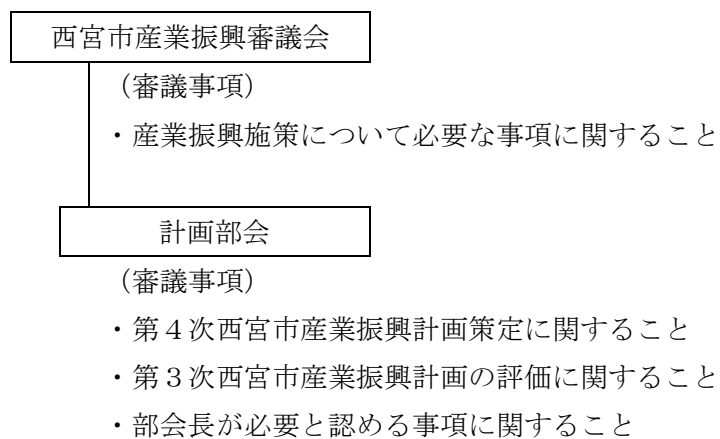 西宮市産業振興審議会
（審議事項）
・産業振興施策について必要な事項に関すること
計画部会
（審議事項）
・第４次西宮市産業振興計画策定に関すること
・第３次西宮市産業振興計画の評価に関すること
・部会長が必要と認める事項に関すること